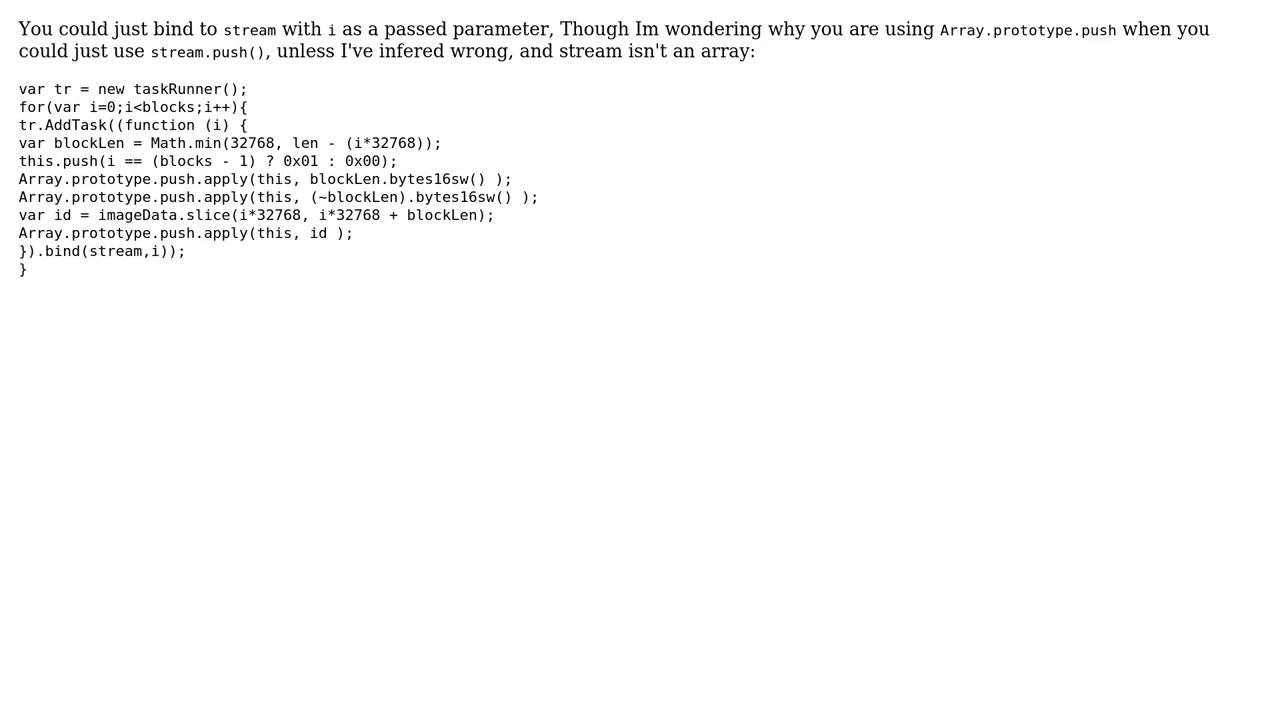 You could just bind to stream with i as a passed parameter, Though Im wondering why you are using Array.prototype.push when you
could just use stream.push(), unless I've infered wrong, and stream isn't an array:
var tr = new taskRunner();
for(var i=0;i<blocks;i++){
tr.AddTask((function (i) {
var blockLen = Math.min(32768, len - (i*32768));
this.push(i == (blocks - 1) ? 0x01 : 0x00);
Array.prototype.push.apply(this, blockLen.bytes16sw() );
Array.prototype.push.apply(this, (~blockLen).bytes16sw() );
var id = imageData.slice(i*32768, i*32768 + blockLen);
Array.prototype.push.apply(this, id );
}).bind(stream,i));
}